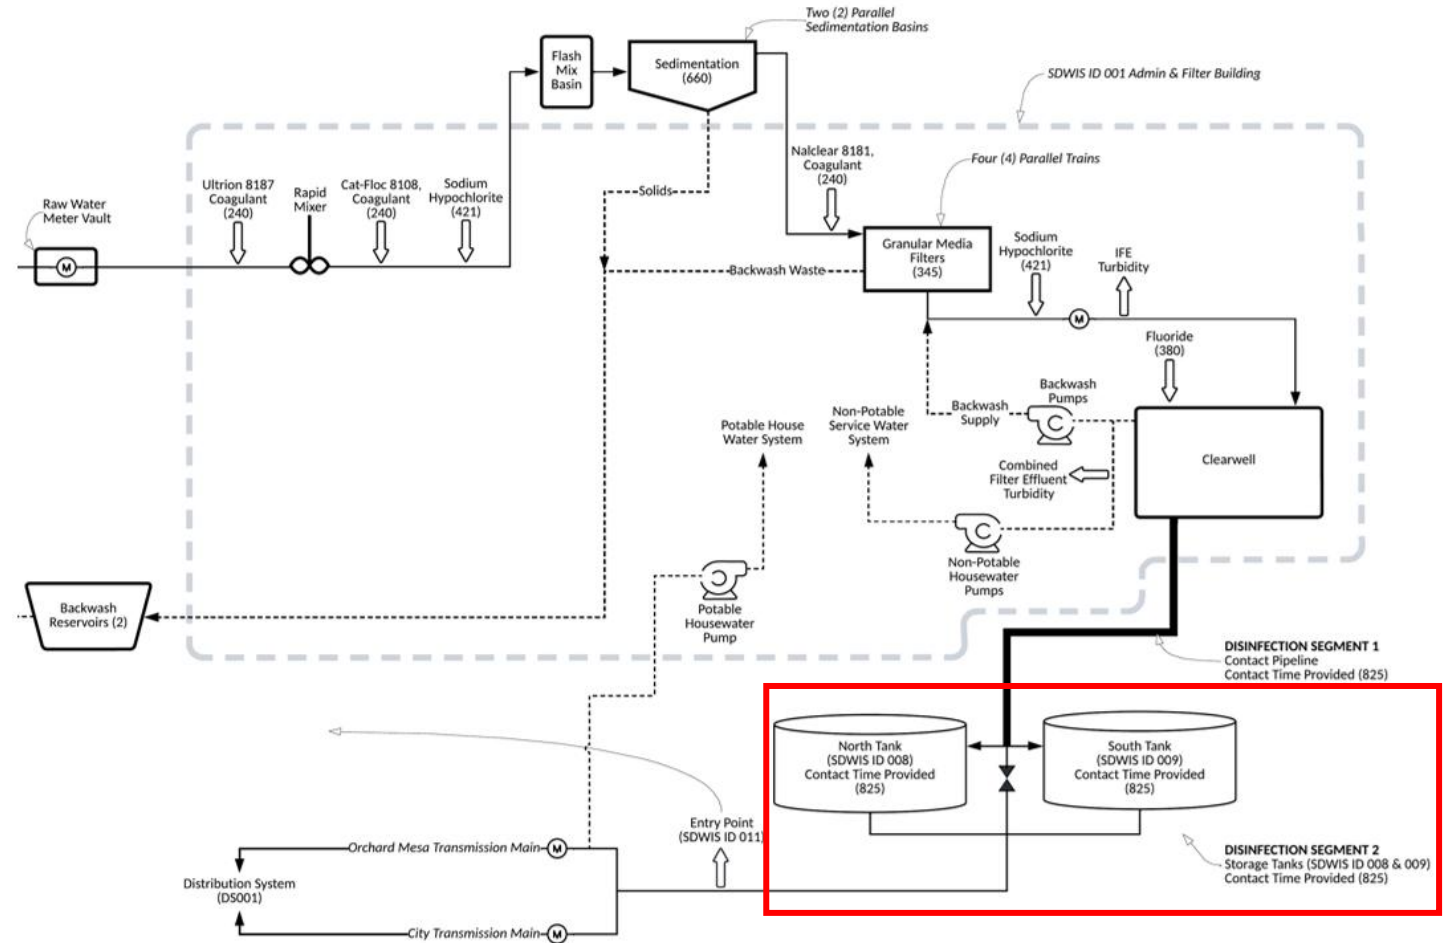 Two (2) Parallel
Sedimentation Basins
Flash
Mix
Basin
Sedimentation
(660)
SDWIS ID 001 Admin & Filter Building
Nalclear 8181,
Coagulant
(240)
Four (4) Parallel Trains
Raw Water
Meter Vault
M
Ultrion 8187
Coagulant
(240)
Rapid
Mixer
Cat-Floc 8108,
Coagulant
(240)
Sodium
Hypochlorite
(421)
Solids
Backwash Waste
Granular Media
Filters
(345)
Sodium
Hypochlorite
(421)
IFE
Turbidity
M
Fluoride
(380)
Backwash
Pumps
C
Backwash
Supply
Potable House
Water System
Non-Potable
Service Water
System
Combined
Filter Effluent
Turbidity
Clearwell
C
Non-Potable
Housewater
Pumps
C
Potable
Housewater
Pump
Backwash
Reservoirs (2)
DISINFECTION SEGMENT 1
Contact Pipeline
Contact Time Provided (825)
North Tank
(SDWIS ID 008)
Contact Time Provided
(825)
South Tank
(SDWIS ID 009)
Contact Time Provided
(825)
Entry Point
(SDWIS ID 011)
Orchard Mesa Transmission Main
M
Distribution System
(DS001)
City Transmission Main
M
DISINFECTION SEGMENT 2
Storage Tanks (SDWIS ID 008 & 009)
Contact Time Provided (825)